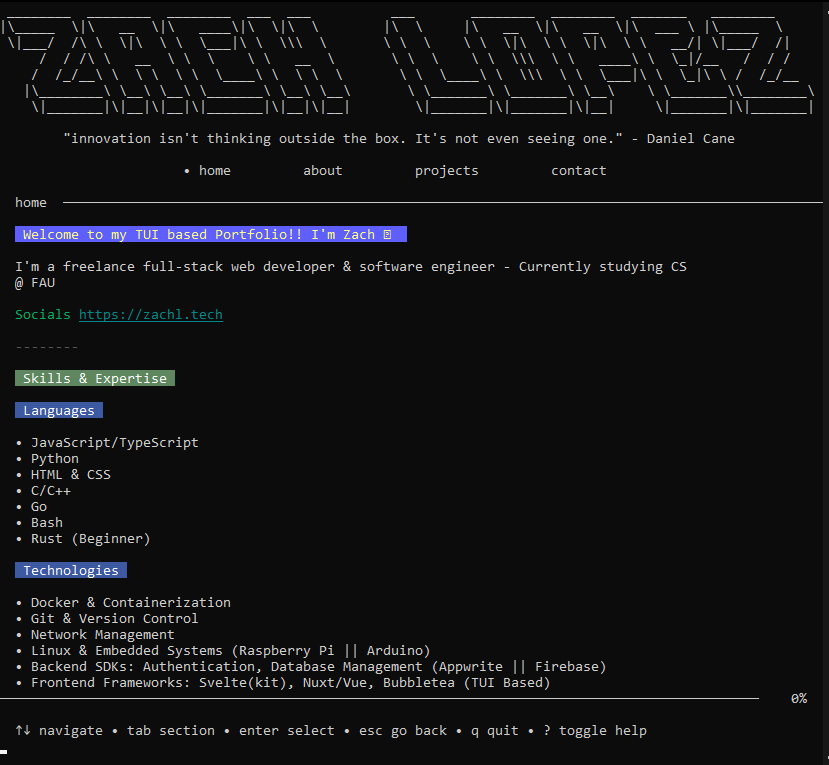 ZACH LOPEZ
"innovation isn't thinking outside the box. It's not even seeing one." - Daniel Cane
• home about projects contact
home
Welcome to my TUI based Portfolio!! I'm Zach
I'm a freelance full-stack web developer & software engineer - Currently studying CS
@ FAU
Socials https://zachl.tech
--------
Skills & Expertise
Languages
• JavaScript/TypeScript
• Python
• HTML & CSS
• C/C++
• Go
• Bash
• Rust (Beginner)
Technologies
• Docker & Containerization
• Git & Version Control
• Network Management
• Linux & Embedded Systems (Raspberry Pi || Arduino)
• Backend SDKs: Authentication, Database Management (Appwrite || Firebase)
• Frontend Frameworks: Svelte(kit), Nuxt/Vue, Bubbletea (TUI Based)
0%
↑↓ navigate • tab section • enter select • esc go back • q quit • ? toggle help